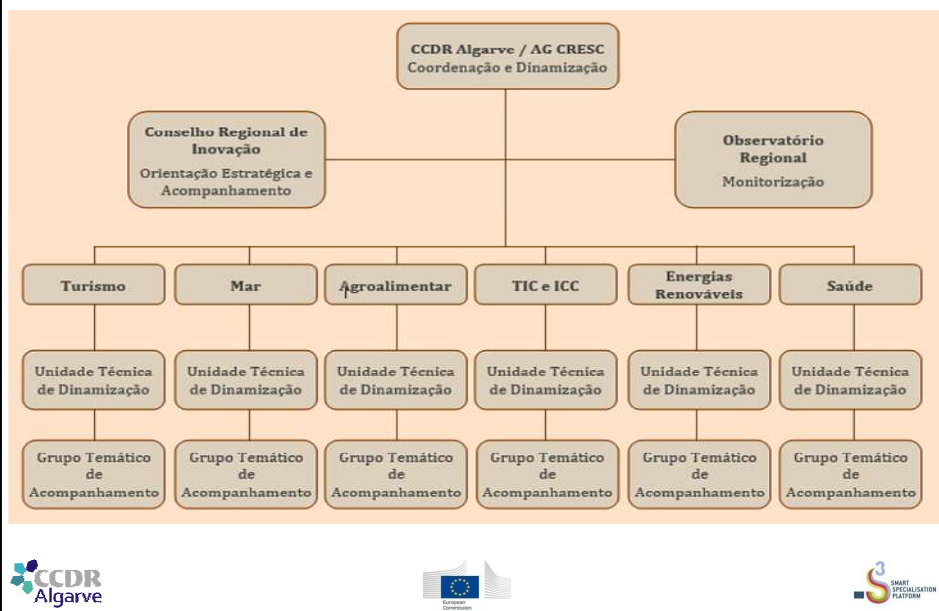 CCDR Algarve / AG CRESC
Coordenação e Dinamização
Conselho Regional de
Inovação
Orientação Estratégica e
Acompanhamento
Observatório
Regional
Monitorização
Turismo
Mar
Agroalimentar
TIC e ICC
Energias
Renováveis
Saúde
Unidade Técnica
de Dinamização
Unidade Técnica
de Dinamização
Unidade Técnica
de Dinamização
Unidade Técnica
de Dinamização
Unidade Técnica
de Dinamização
Unidade Técnica
de Dinamização
Grupo Temático
de
Acompanhamento
Grupo Temático
de
Acompanhamento
Grupo Temático
de
Acompanhamento
Grupo Temático
de
Acompanhamento
Grupo Temático
de
Acompanhamento
Grupo Temático
de
Acompanhamento
CCDR
Algarve
European
Commission
S3
SMART
SPECIALISATION
PLATFORM